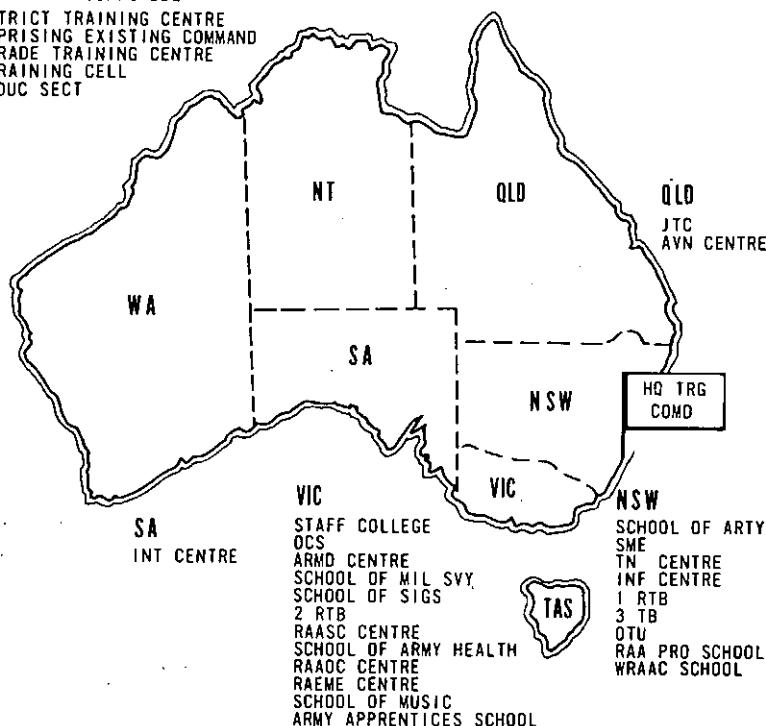 TRICT TRAINING CENTRE
PRISING EXISTING COMMAND
RADE TRAINING CENTRE
RAINING CELL
DUC SECT
NT
QLD
QLD
JTC
AVN CENTRE
WA
SA
NSW
HQ TRG
COMD
VIC
SA
INT CENTRE
VIC
STAFF COLLEGE
OCS
ARMD CENTRE
SCHOOL OF MIL SVY
SCHOOL OF SIGS
2 RTB
RAASC CENTRE
SCHOOL OF ARMY HEALTH
RAAOC CENTRE
RAEME CENTRE
SCHOOL OF MUSIC
ARMY APPRENTICES SCHOOL
TAS
NSW
SCHOOL OF ARTY
SME
TN CENTRE
INF CENTRE
1 RTB
3 TB
OTU
RAA PRO SCHOOL
WRAAC SCHOOL